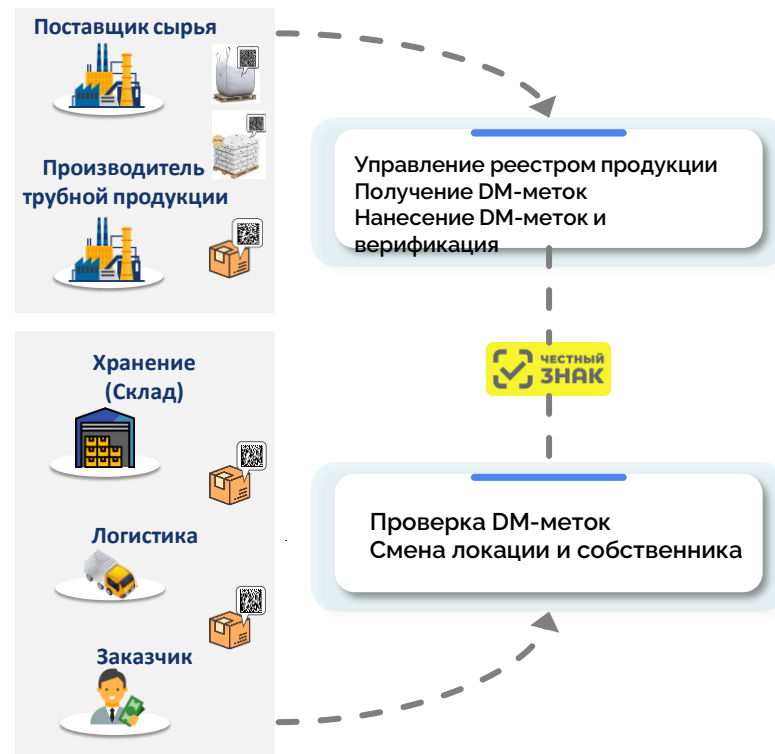 Поставщик сырья
Производитель
трубной продукции
Управление реестром продукции
Получение DM-меток
Нанесение DM-меток и
верификация
ЧЕСТНЫЙ
ЗНАК
Хранение
(Склад)
Логистика
Заказчик
Проверка DM-меток
Смена локации и собственника